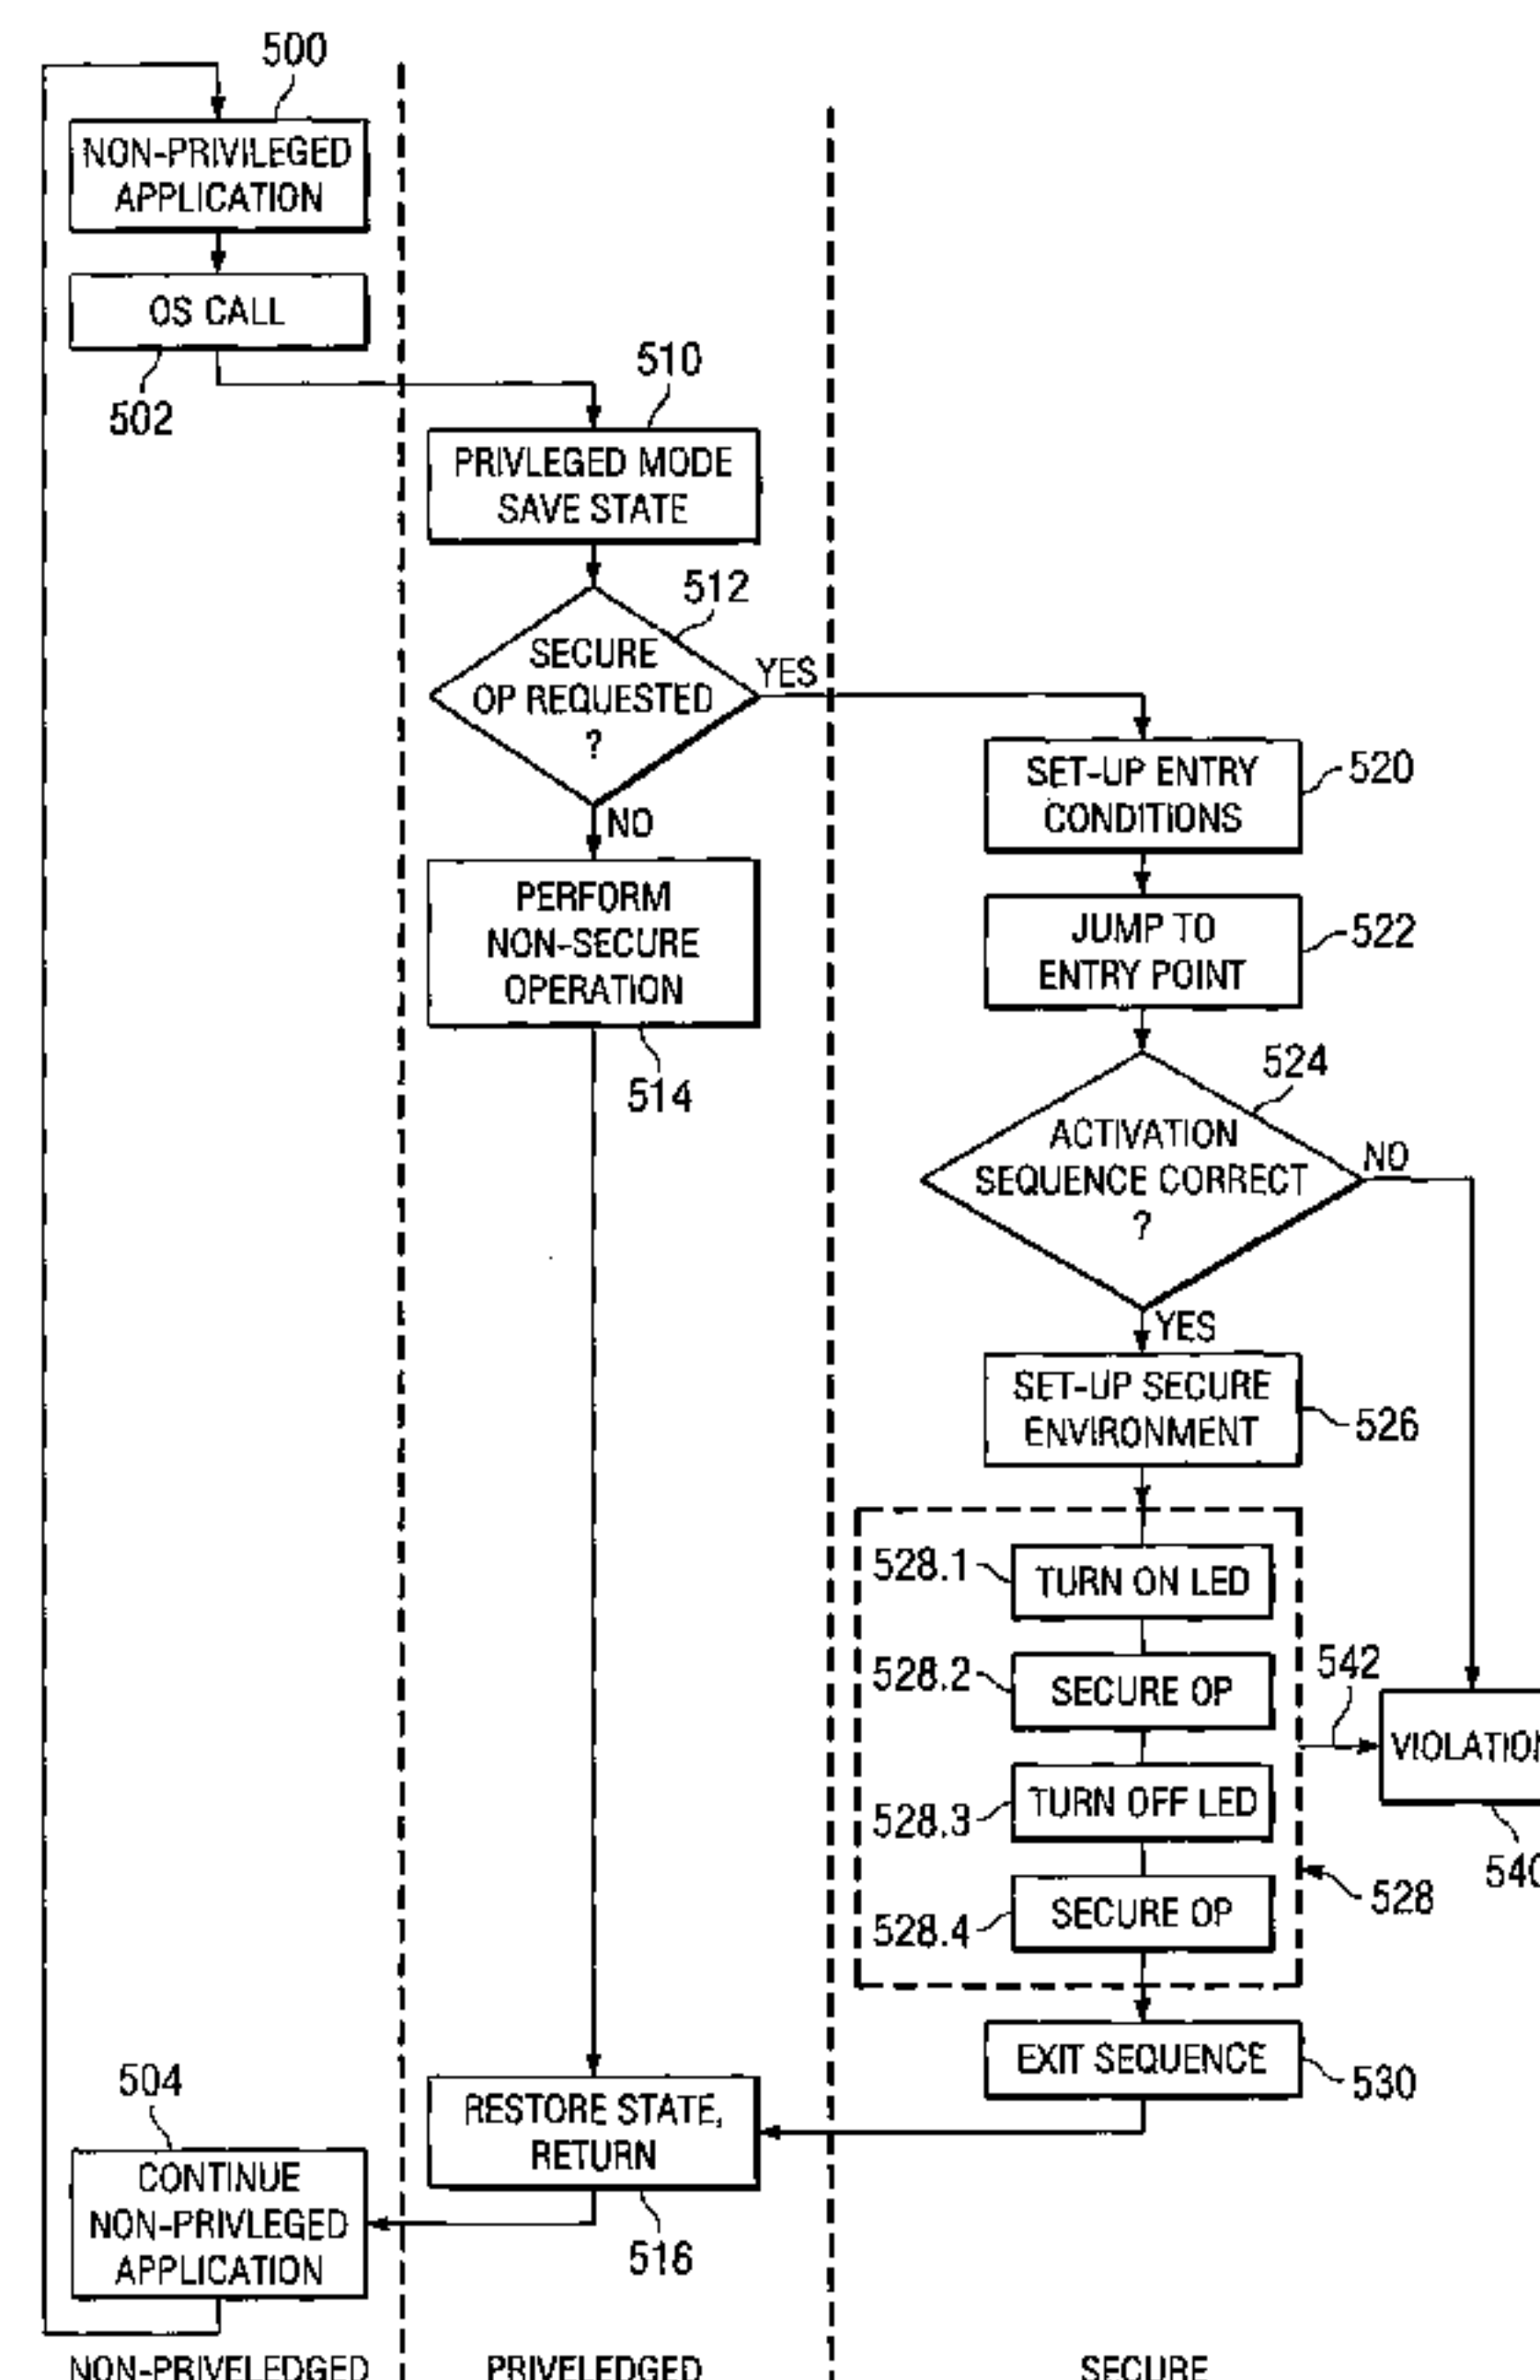 500
NON-PRIVILEGED
APPLICATION
OS CALL
502
510
PRIVLEGED MODE
SAVE STATE
512
SECURE
OP REQUESTED
?
YES
NO
PERFORM
NON-SECURE
OPERATION
514
SET-UP ENTRY
CONDITIONS
520
JUMP TO
ENTRY POINT
522
524
ACTIVATION
SEQUENCE CORRECT
?
NO
YES
SET-UP SECURE
ENVIRONMENT
526
528.1
TURN ON LED
528.2
SECURE OP
542
528.3
TURN OFF LED
528
528.4
SECURE OP
EXIT SEQUENCE
530
RESTORE STATE,
RETURN
516
504
CONTINUE
NON-PRIVLEGED
APPLICATION
NON-PRIVELEDGED
PRIVELEDGED
SECURE